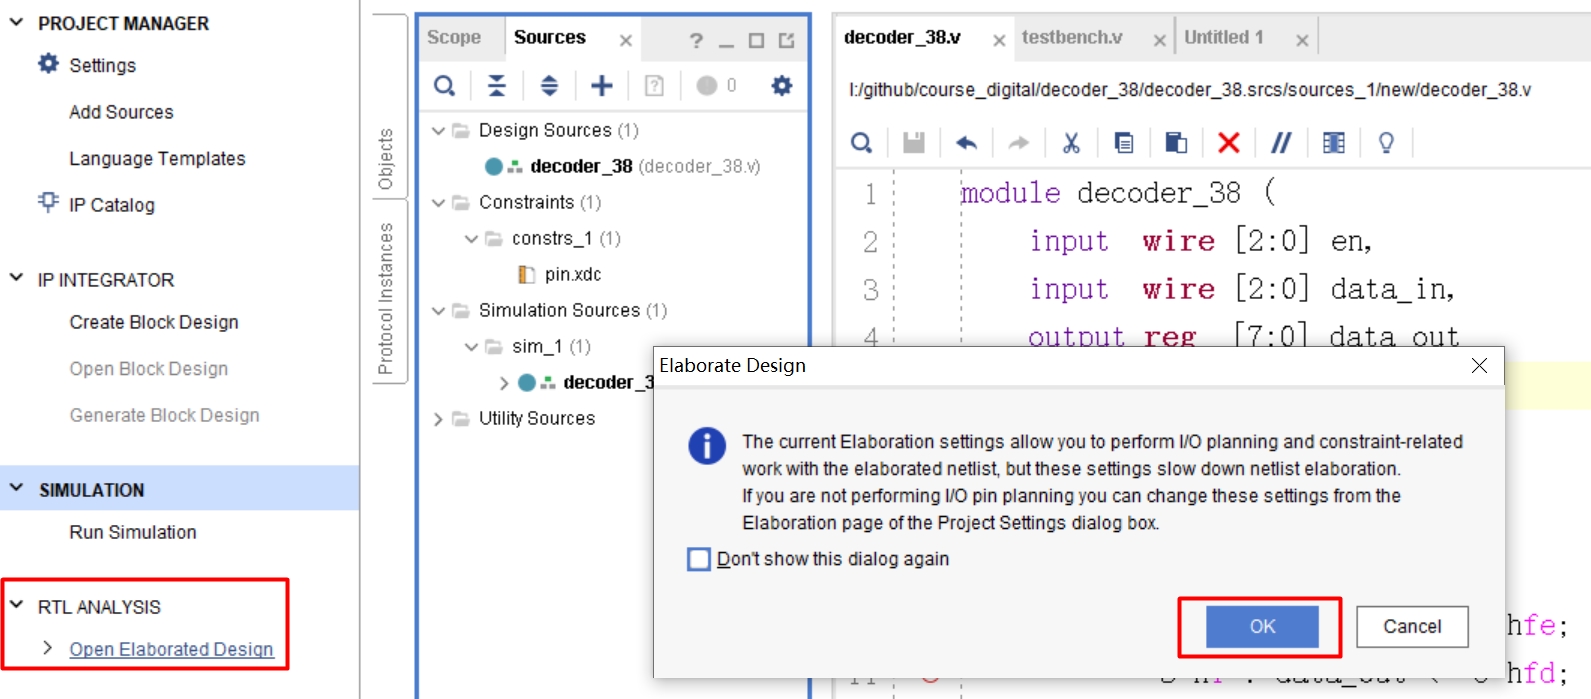 PROJECT MANAGER
Settings
Add Sources
Language Templates
IP Catalog
IP INTEGRATOR
Create Block Design
Open Block Design
Generate Block Design
SIMULATION
Run Simulation
RTL ANALYSIS
Open Elaborated Design
Objects
Protocol Instances
Scope
Sources
?
? 0
Design Sources (1)
decoder_38 (decoder_38.v)
Constraints (1)
constrs_1 (1)
pin.xdc
Simulation Sources (1)
sim_1 (1)
decoder_3
Utility Sources
decoder_38.v
testbench.v
Untitled 1
I:/github/course_digital/decoder_38/decoder_38.srcs/sources_1/new/decoder_38.v
//
1 module decoder_38 (
2 input wire [2:0] en,
3 input wire [2:0] data_in,
4 output reg [7:0] data_out
Elaborate Design
The current Elaboration settings allow you to perform I/O planning and constraint-related
work with the elaborated netlist, but these settings slow down netlist elaboration.
If you are not performing I/O pin planning you can change these settings from the
Elaboration page of the Project Settings dialog box.
Don't show this dialog again
OK
Cancel
hfe;
hfd;